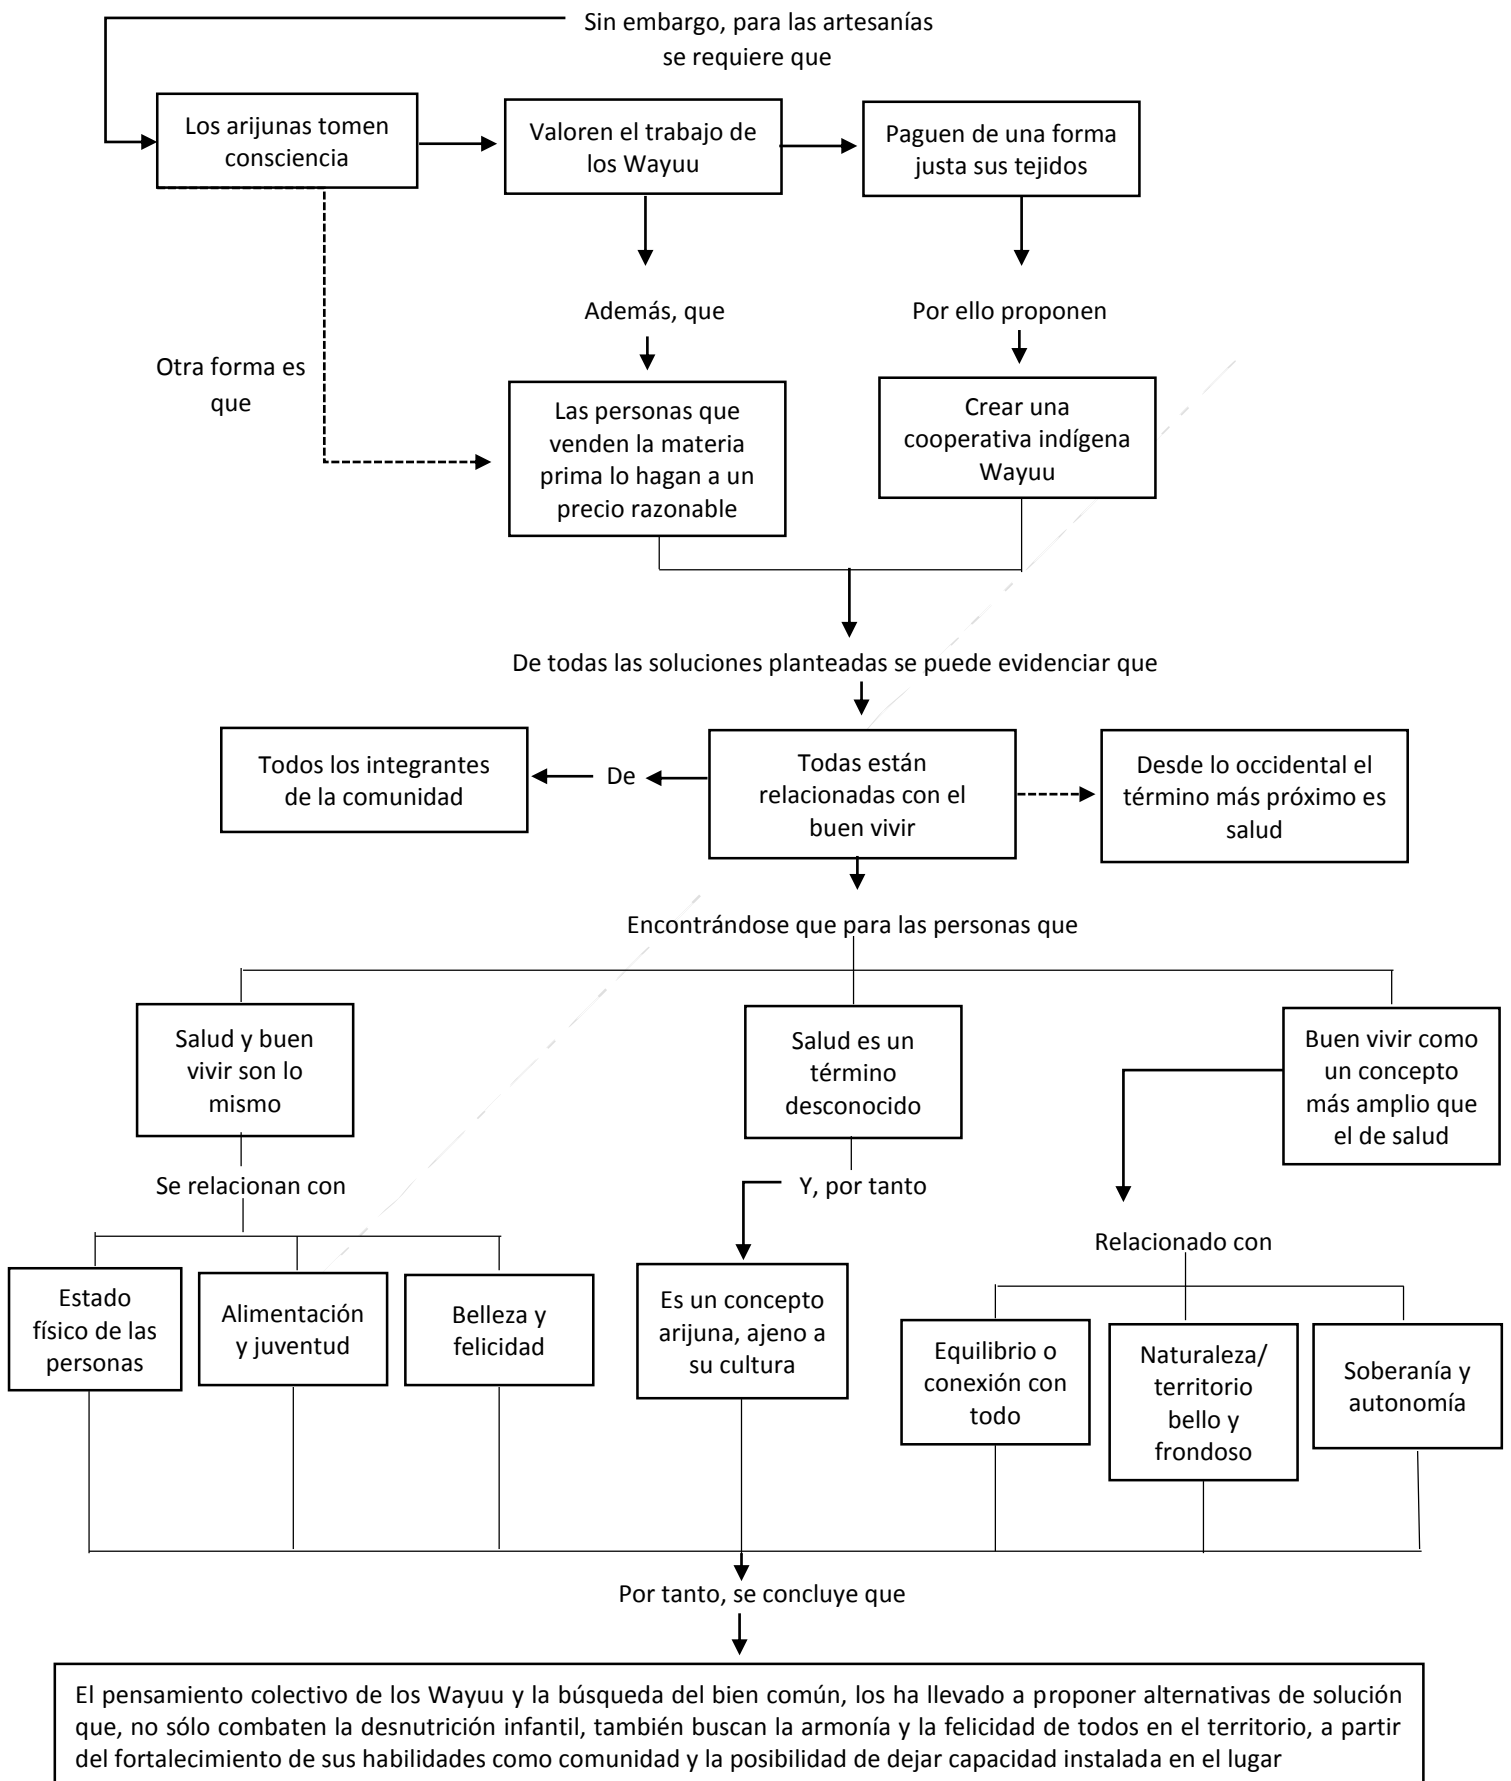 Sin embargo, para las artesanías
se requiere que
Los arijunas tomen
consciencia
Valoren el trabajo de
los Wayuu
Paguen de una forma
justa sus tejidos
Además, que
Por ello proponen
Otra forma es
que
Las personas que
venden la materia
prima lo hagan a un
precio razonable
Crear una
cooperativa indígena
Wayuu
De todas las soluciones planteadas se puede evidenciar que
Todos los integrantes
de la comunidad
De
Todas están
relacionadas con el
buen vivir
Desde lo occidental el
término más próximo es
salud
Encontrándose que para las personas que
Salud y buen
vivir son lo
mismo
Salud es un
término
desconocido
Buen vivir como
un concepto
más amplio que
el de salud
Se relacionan con
Y, por tanto
Relacionado con
Estado
físico de las
personas
Alimentación
y juventud
Belleza y
felicidad
Es un concepto
arijuna, ajeno a
su cultura
Equilibrio o
conexión con
todo
Naturaleza/
territorio
bello y
frondoso
Soberanía y
autonomía
Por tanto, se concluye que
El pensamiento colectivo de los Wayuu y la búsqueda del bien común, los ha llevado a proponer alternativas de solución
que, no sólo combaten la desnutrición infantil, también buscan la armonía y la felicidad de todos en el territorio, a partir
del fortalecimiento de sus habilidades como comunidad y la posibilidad de dejar capacidad instalada en el lugar